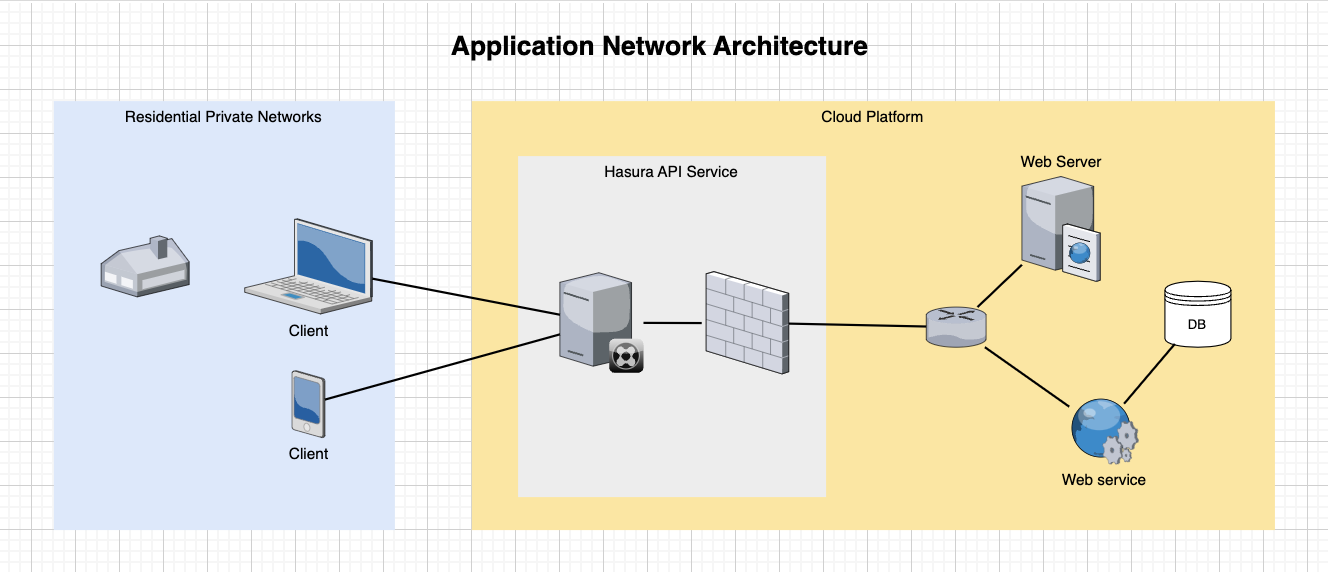 Application Network Architecture
Residential Private Networks
Cloud Platform
Hasura API Service
Web Server
Client
DB
Client
Web service